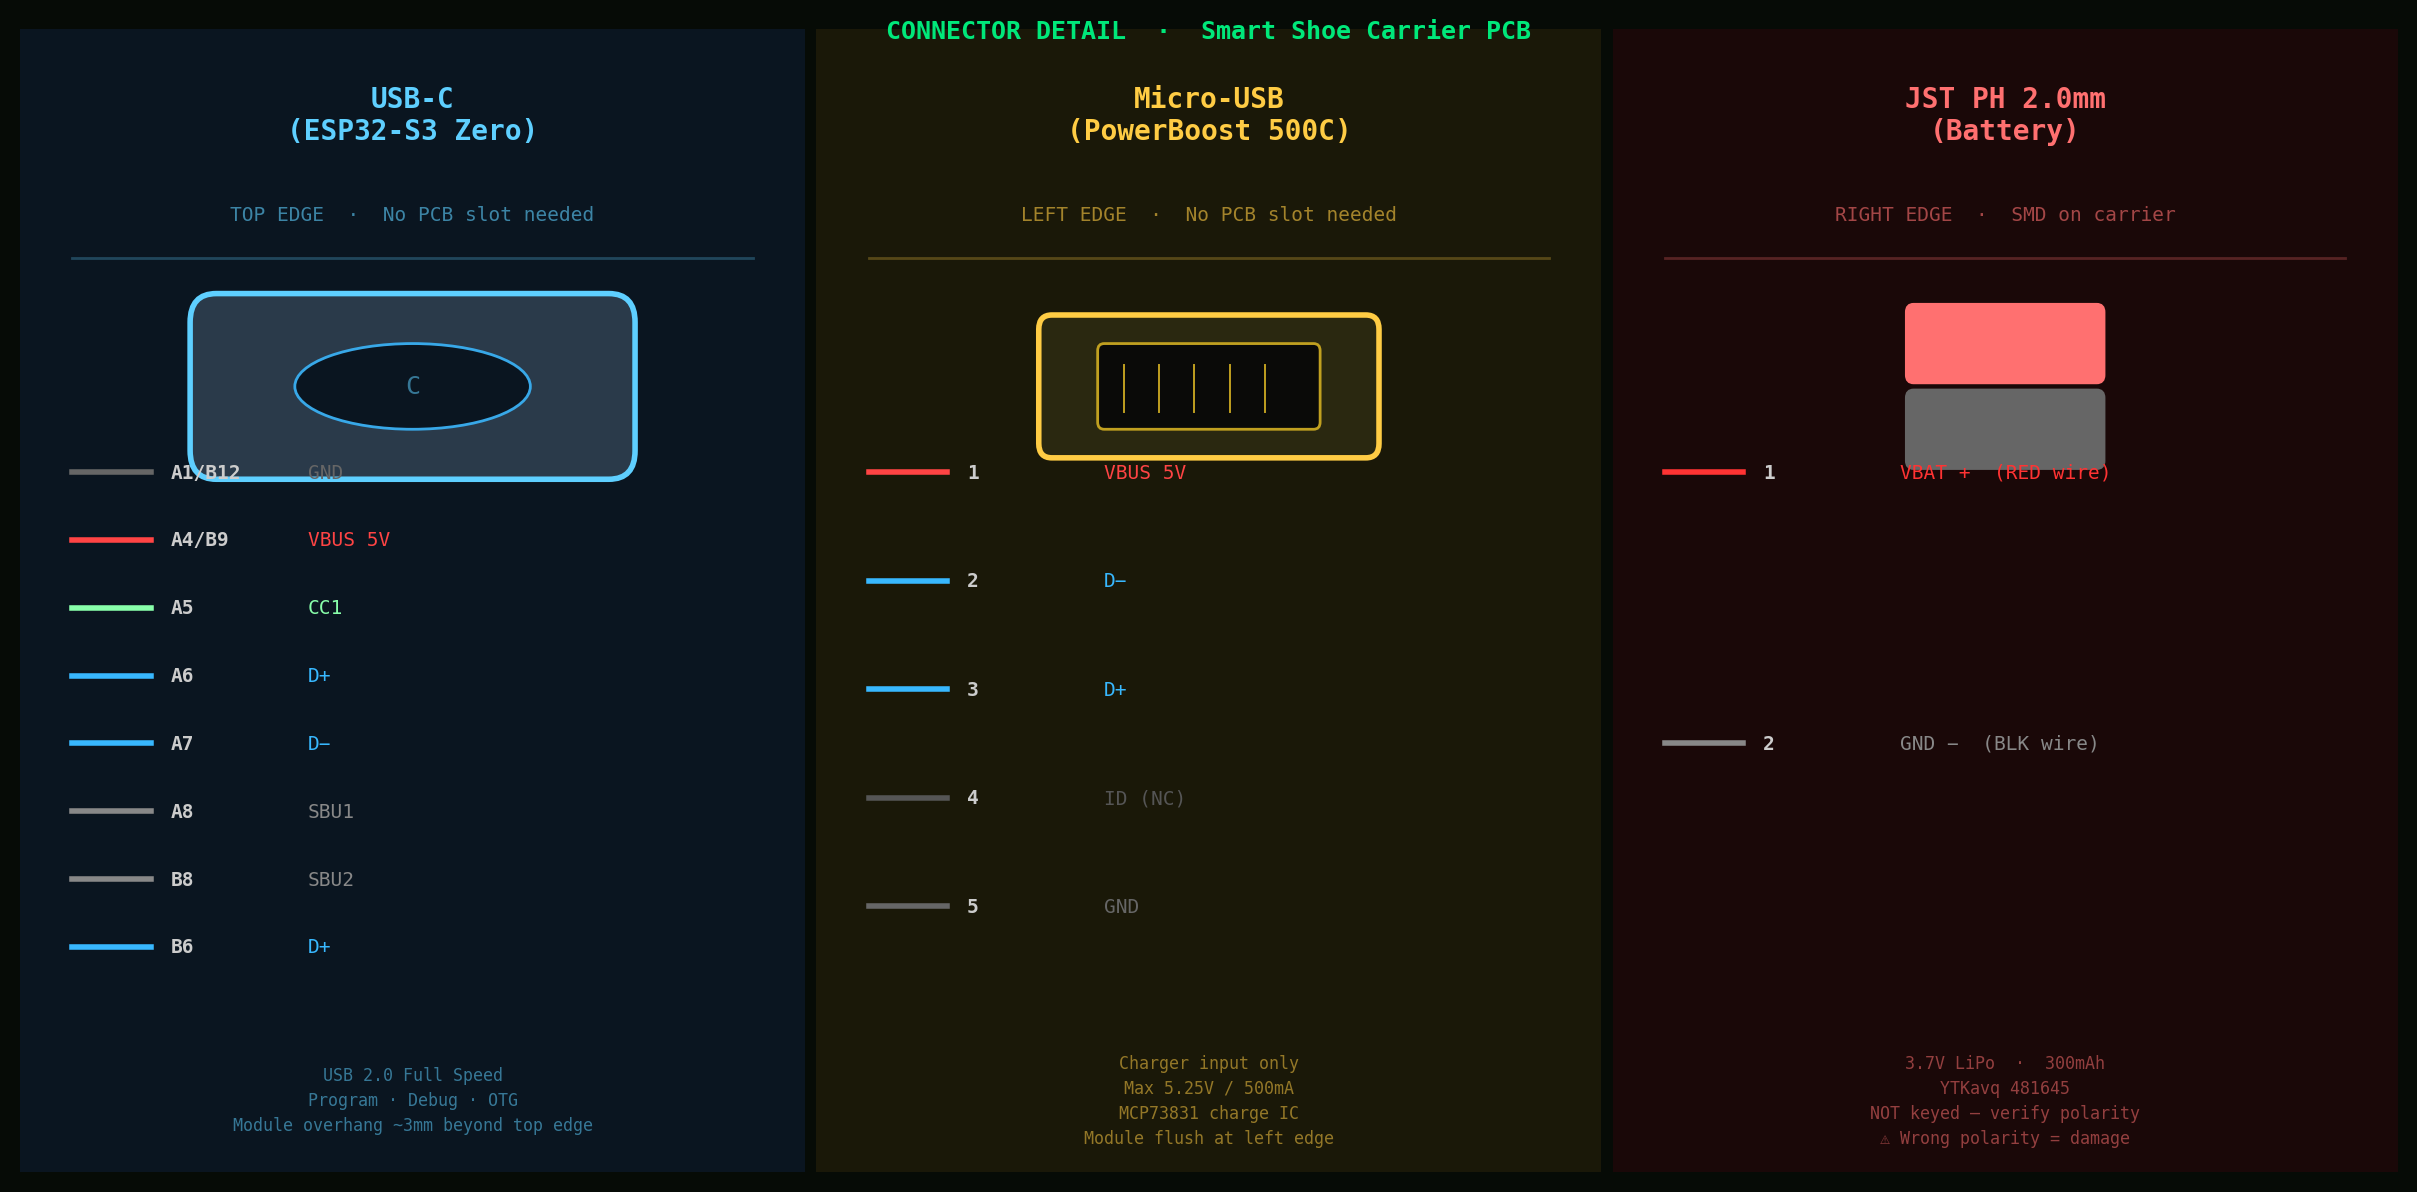 CONNECTOR DETAIL · Smart Shoe Carrier PCB
USB-C
(ESP32-S3 Zero)
TOP EDGE · No PCB slot needed
C
A1/B12 GND
A4/B9 VBUS 5V
A5 CC1
A6 D+
A7 D−
A8 SBU1
B8 SBU2
B6 D+
USB 2.0 Full Speed
Program · Debug · OTG
Module overhang ~3mm beyond top edge
Micro-USB
(PowerBoost 500C)
LEFT EDGE · No PCB slot needed
1 VBUS 5V
2 D−
3 D+
4 ID (NC)
5 GND
Charger input only
Max 5.25V / 500mA
MCP73831 charge IC
Module flush at left edge
JST PH 2.0mm
(Battery)
RIGHT EDGE · SMD on carrier
1 VBAT + (RED wire)
2 GND − (BLK wire)
3.7V LiPo · 300mAh
YTKavq 481645
NOT keyed — verify polarity
⚠ Wrong polarity = damage